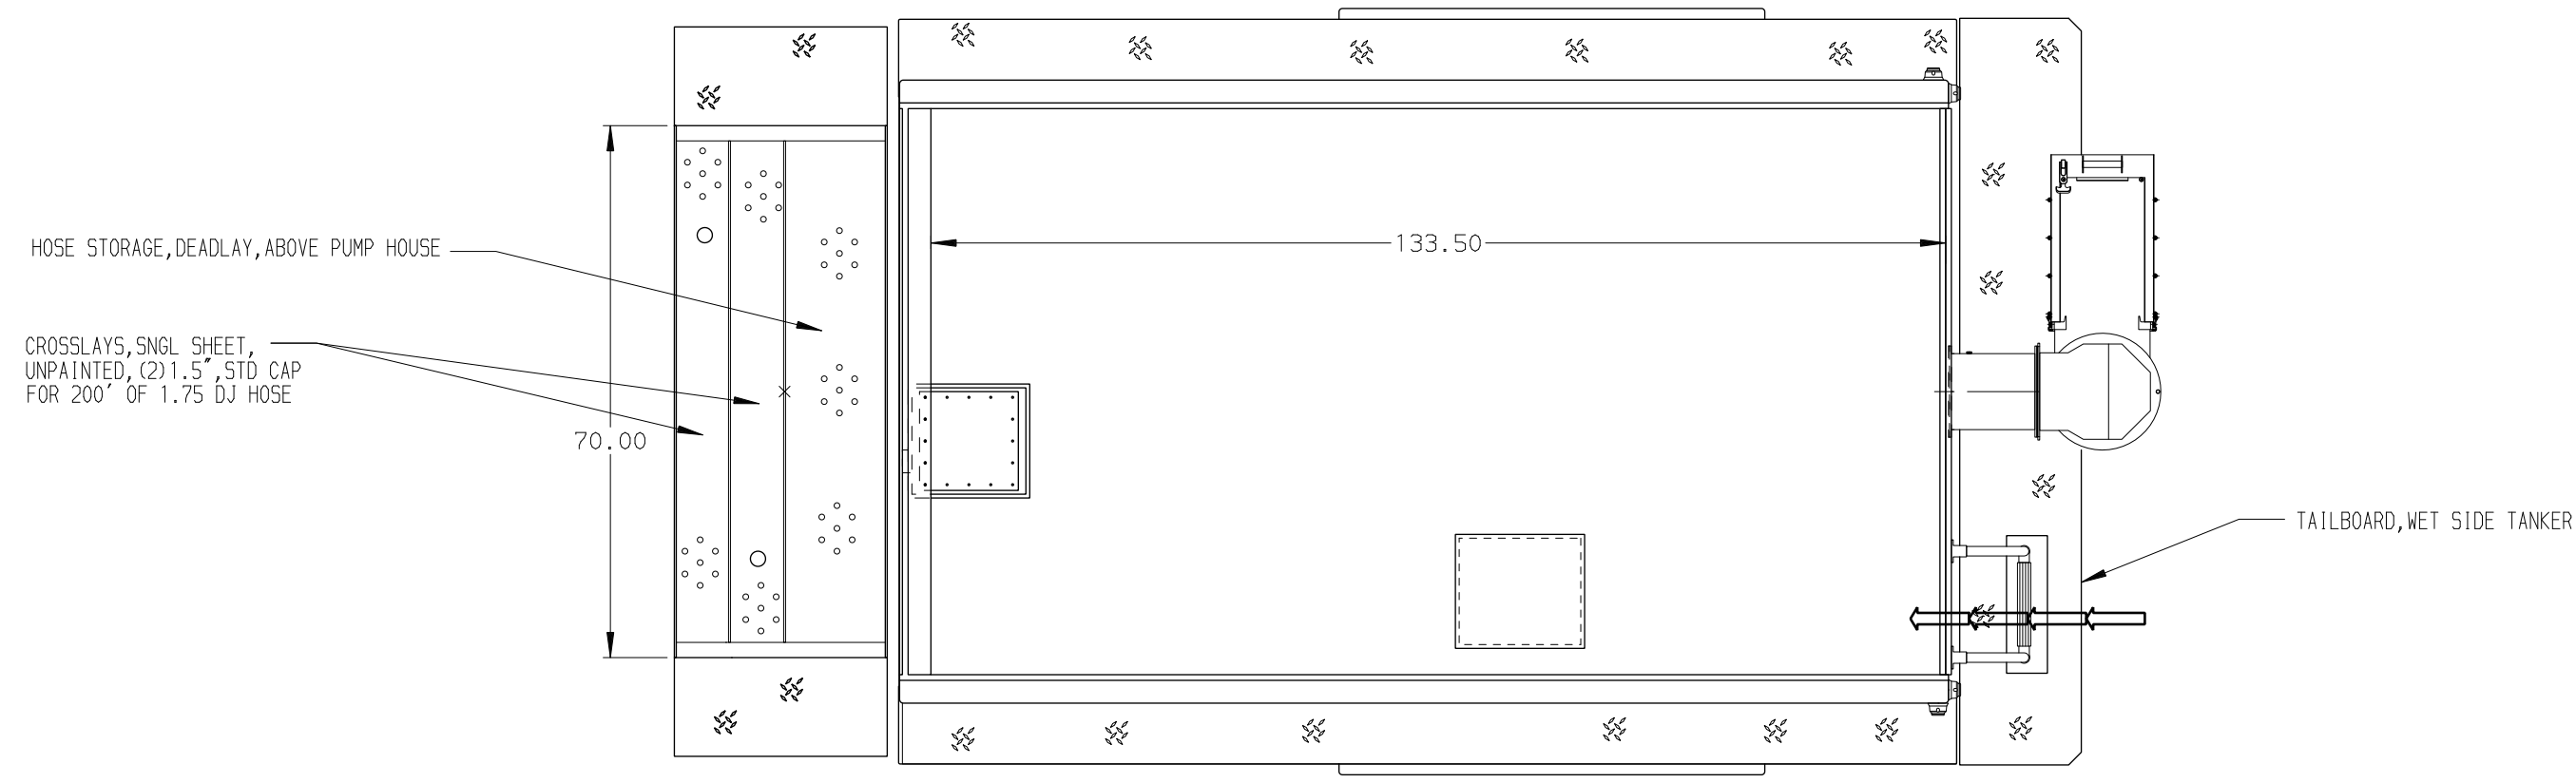 HOSE STORAGE,DEADLAY,ABOVE PUMP HOUSE
133.50
CROSSLAYS,SNGL SHEET,
UNPAINTED,(2)1.5",STD CAP
FOR 200' OF 1.75 DJ HOSE
70.00
TAILBOARD,WET SIDE TANKER